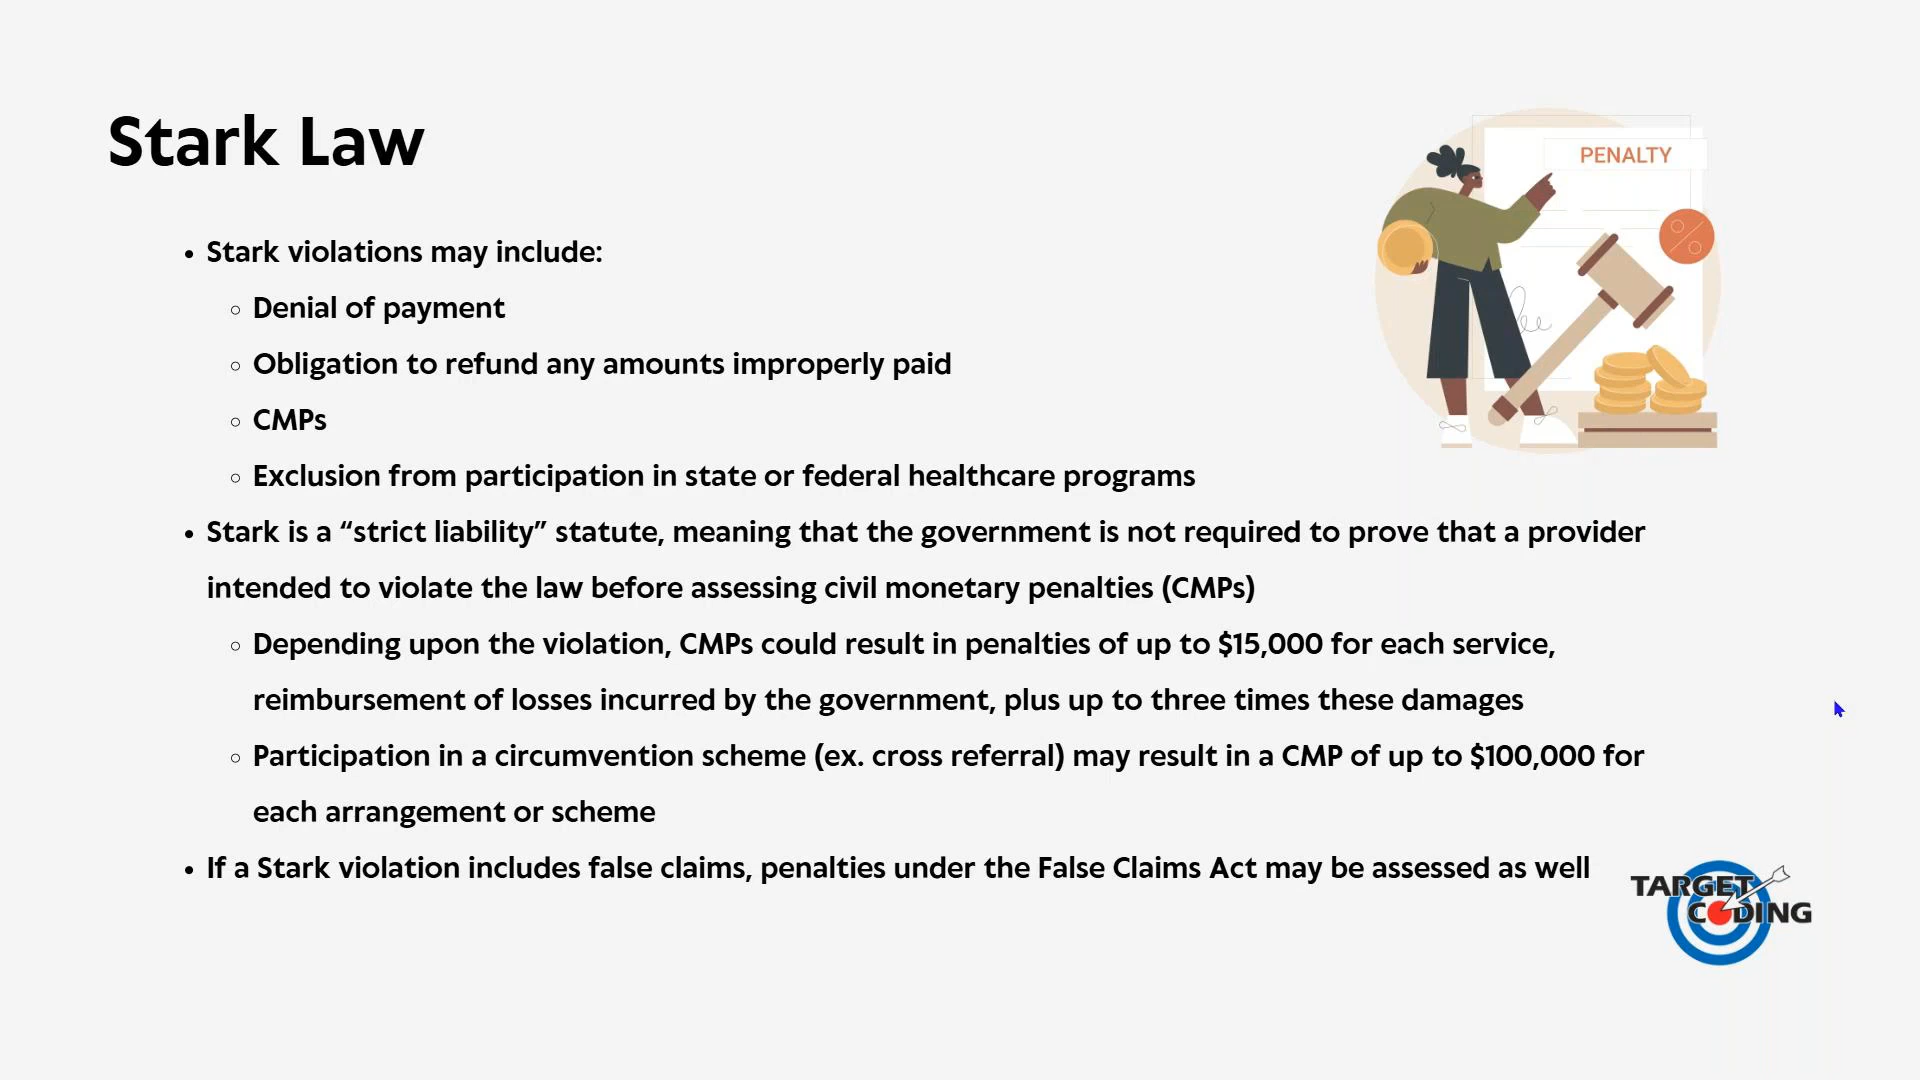 Stark Law
PENALTY
• Stark violations may include:
◦ Denial of payment
◦ Obligation to refund any amounts improperly paid
◦ CMPs
◦ Exclusion from participation in state or federal healthcare programs
• Stark is a “strict liability” statute, meaning that the government is not required to prove that a provider
intended to violate the law before assessing civil monetary penalties (CMPs)
◦ Depending upon the violation, CMPs could result in penalties of up to $15,000 for each service,
reimbursement of losses incurred by the government, plus up to three times these damages
◦ Participation in a circumvention scheme (ex. cross referral) may result in a CMP of up to $100,000 for
each arrangement or scheme
• If a Stark violation includes false claims, penalties under the False Claims Act may be assessed as well
TARGET
CODING